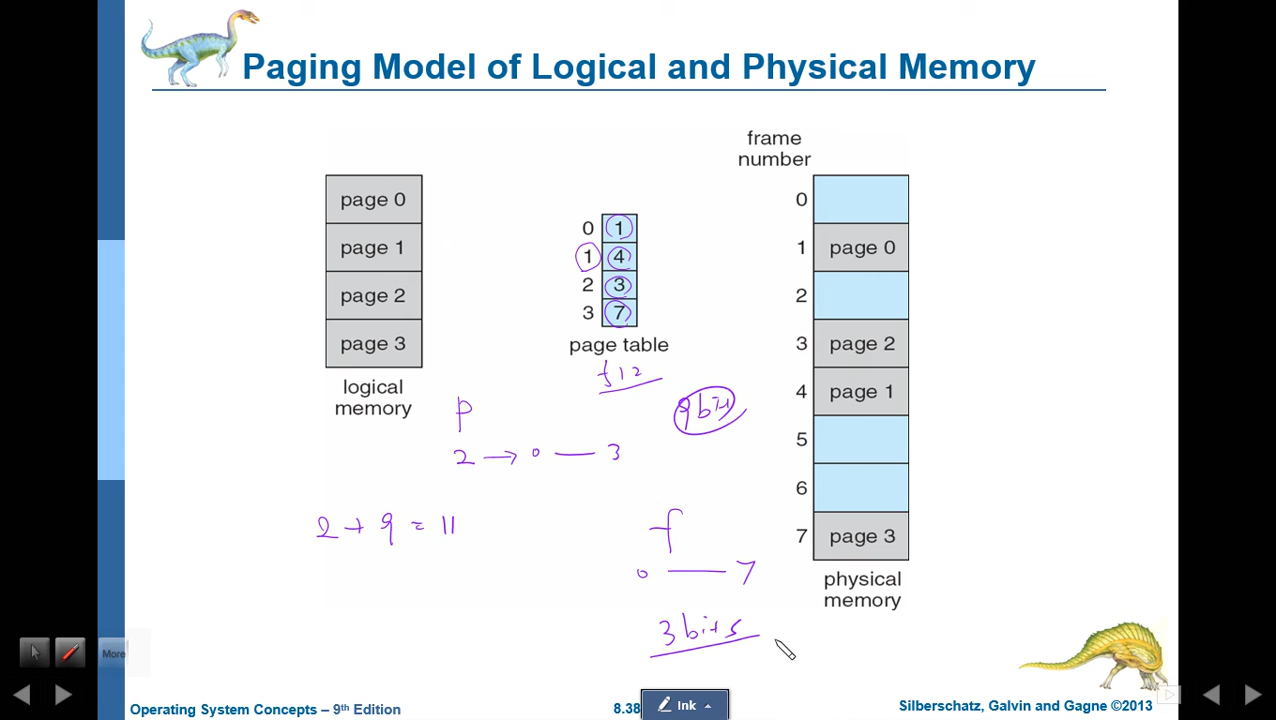 Paging Model of Logical and Physical Memory
frame
number
page 0
page 1
page 2
page 3
logical
memory
0 1
1 4
2 3
3 7
page table
0
1 page 0
2
3 page 2
4 page 1
5
6
7 page 3
physical
memory
512
p
9 bits
2 → 0 — 3
2 + 9 = 11
f
0 — 7
3 bits
More
Operating System Concepts – 9th Edition
8.38
Ink
Silberschatz, Galvin and Gagne ©2013